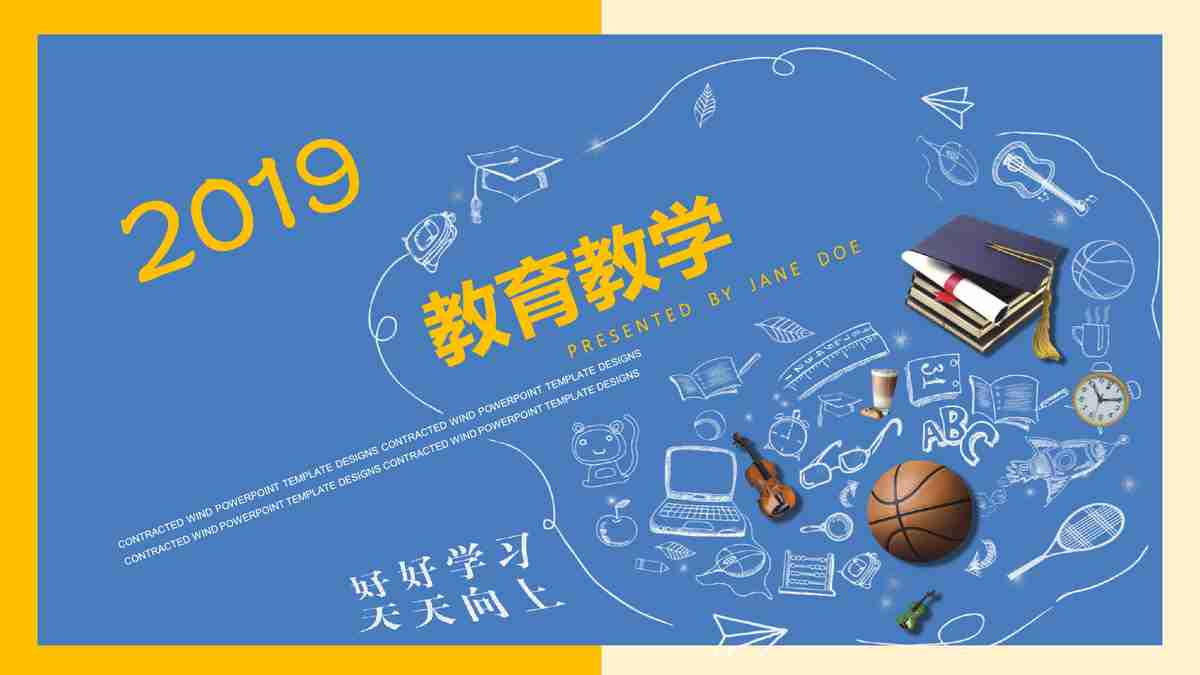 2019
教育教学
PRESENTED BY JANE DOE
CONTRACTED WIND POWERPOINT TEMPLATE DESIGNS CONTRACTED WIND POWERPOINT TEMPLATE DESIGNS
CONTRACTED WIND POWERPOINT TEMPLATE DESIGNS CONTRACTED WIND POWERPOINT TEMPLATE DESIGNS
31
ABC
好好学习
天天向上